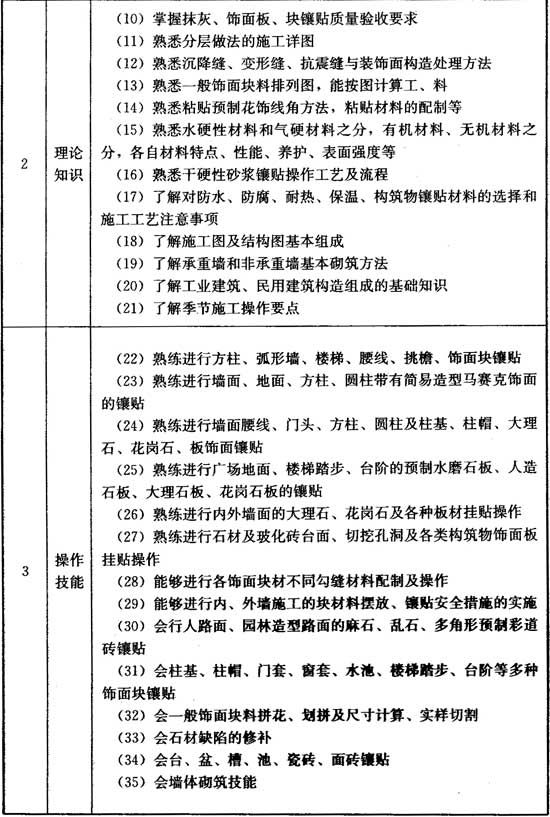 (10) 掌握抹灰、饰面板、块镶贴质量验收要求
(11) 熟悉分层做法的施工详图
(12) 熟悉沉降缝、变形缝、抗震缝与装饰面构造处理方法
(13) 熟悉一般饰面块料排列图，能按图计算工、料
(14) 熟悉粘贴预制花饰线角方法，粘贴材料的配制等
(15) 熟悉水硬性材料和气硬材料之分，有机材料、无机材料之
分，各自材料特点、性能、养护、表面强度等
2
理论
知识
(16) 熟悉干硬性砂浆镶贴操作工艺及流程
(17) 了解对防水、防腐、耐热、保温、构筑物镶贴材料的选择和
施工工艺注意事项
(18) 了解施工图及结构图基本组成
(19) 了解承重墙和非承重墙基本砌筑方法
(20) 了解工业建筑、民用建筑构造组成的基础知识
(21) 了解季节施工操作要点
(22) 熟练进行方柱、弧形墙、楼梯、腰线、挑檐、饰面块镶贴
(23) 熟练进行墙面、地面、方柱、圆柱带有简易造型马赛克饰面
的镶贴
(24) 熟练进行墙面腰线、门头、方柱、圆柱及柱基、柱帽、大理
石、花岗石、板饰面镶贴
(25) 熟练进行广场地面、楼梯踏步、台阶的预制水磨石板、人造
石板、大理石板、花岗石板的镶贴
(26) 熟练进行内外墙面的大理石、花岗石及各种板材挂贴操作
(27) 熟练进行石材及玻化砖台面、切挖孔洞及各类构筑物饰面板
挂贴操作
3
操作
技能
(28) 能够进行各饰面块材不同勾缝材料配制及操作
(29) 能够进行内、外墙施工的块材料摆放、镶贴安全措施的实施
(30) 会行人路面、园林造型路面的麻石、乱石、多角形预制彩道
砖镶贴
(31) 会柱基、柱帽、门套、窗套、水池、楼梯踏步、台阶等多种
饰面块镶贴
(32) 会一般饰面块料拼花、划拼及尺寸计算、实样切割
(33) 会石材缺陷的修补
(34) 会台、盆、槽、池、瓷砖、面砖镶贴
(35) 会墙体砌筑技能